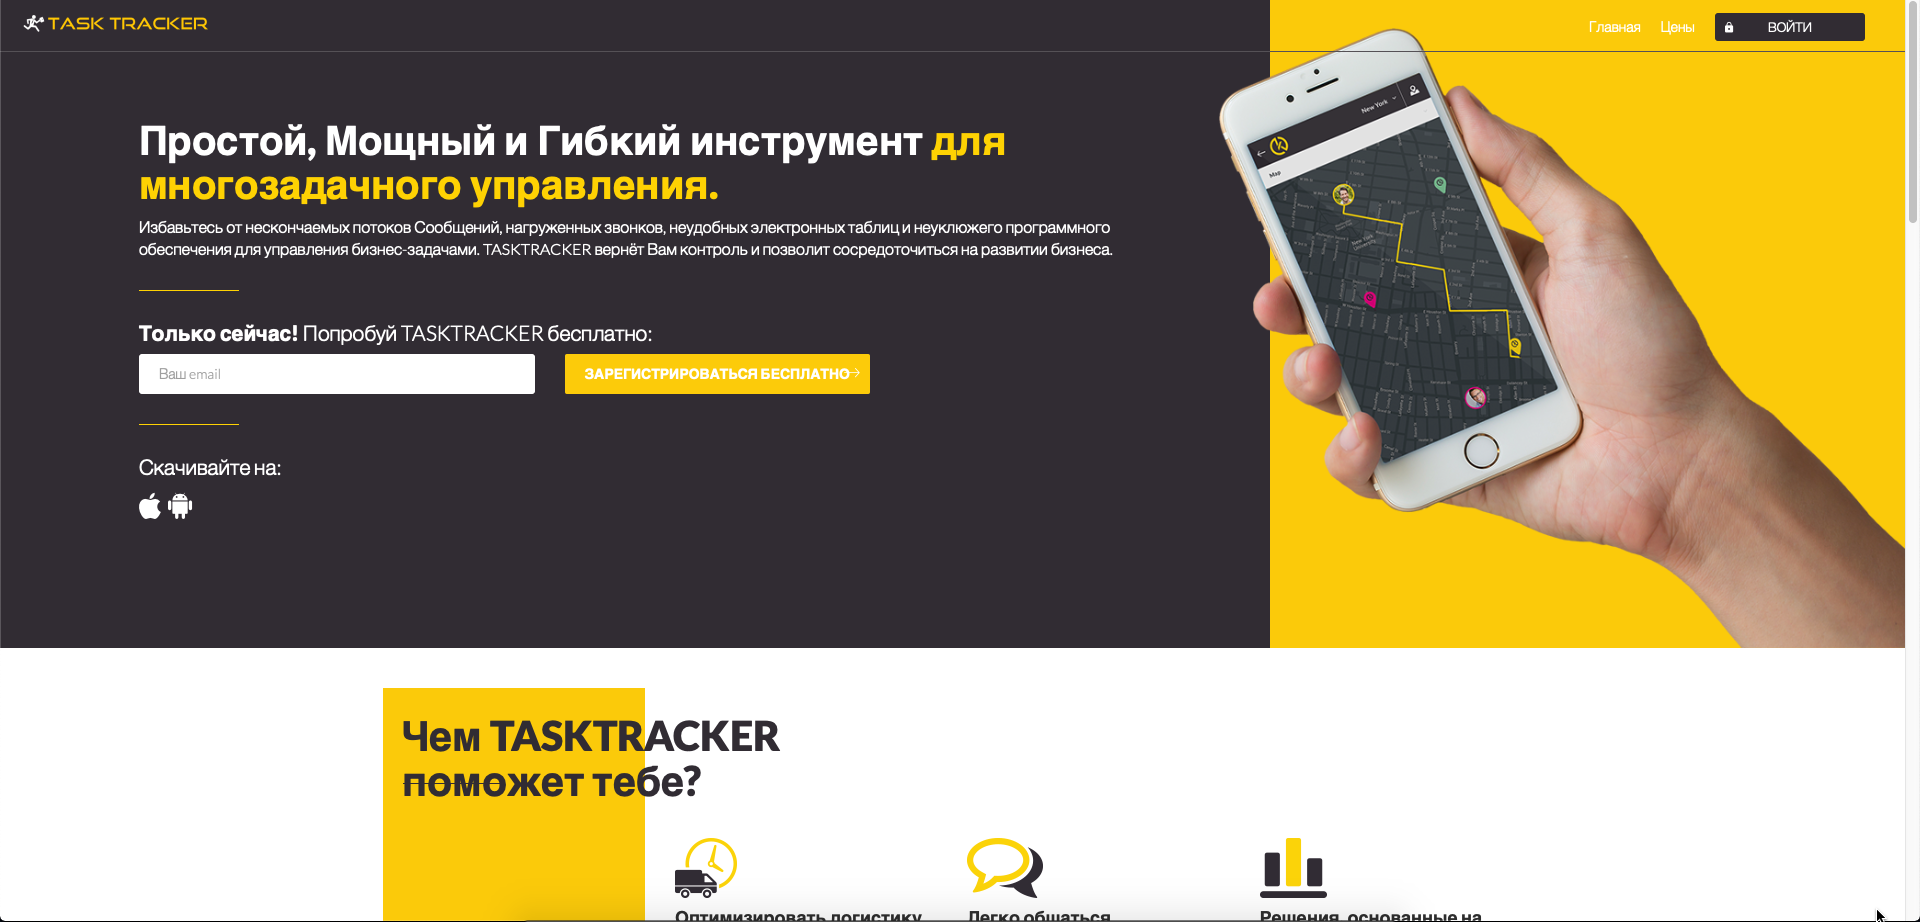 TASK TRACKER
Главная
Цены
ВОЙТИ
Простой, Мощный и Гибкий инструмент для
многозадачного управления.
Избавьтесь от нескончаемых потоков Сообщений, нагруженных звонков, неудобных электронных таблиц и неуклюжего программного
обеспечения для управления бизнес-задачами. TASKTRACKER вернёт Вам контроль и позволит сосредоточиться на развитии бизнеса.
Только сейчас! Попробуй TASKTRACKER бесплатно:
Ваш email
ЗАРЕГИСТРИРОВАТЬСЯ БЕСПЛАТНО
Скачивайте на:
New York
Map
New York
University
Чем TASKTRACKER
поможет тебе?
Оптимизировать логистику
Легко общаться
Решения, основанные на